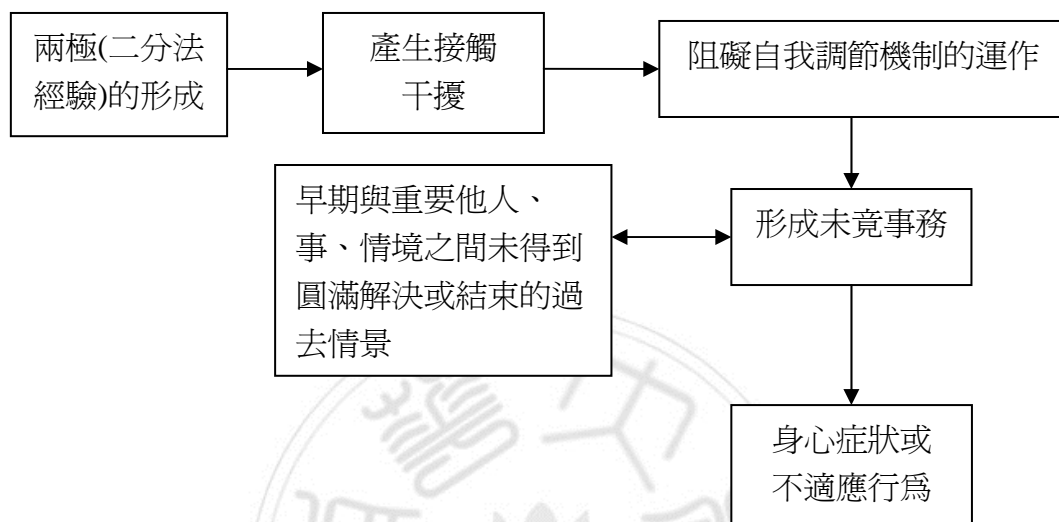 兩極(二分法
經驗)的形成
產生接觸
干擾
阻礙自我調節機制的運作
早期與重要他人、
事、情境之間未得到
圓滿解決或結束的過
去情景
形成未竟事務
身心症狀或
不適應行為